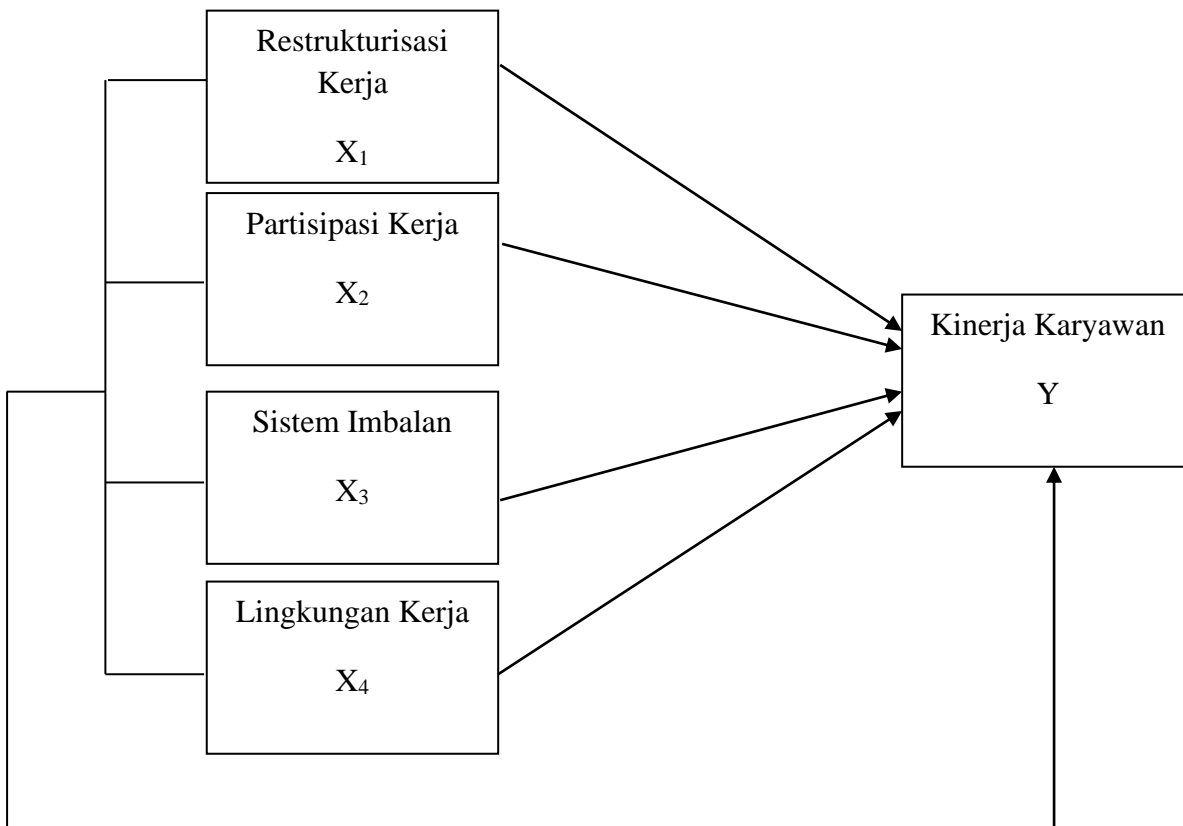 Restrukturisasi
Kerja
X₁
Partisipasi Kerja
X₂
Sistem Imbalan
X₃
Lingkungan Kerja
X₄
Kinerja Karyawan
Y